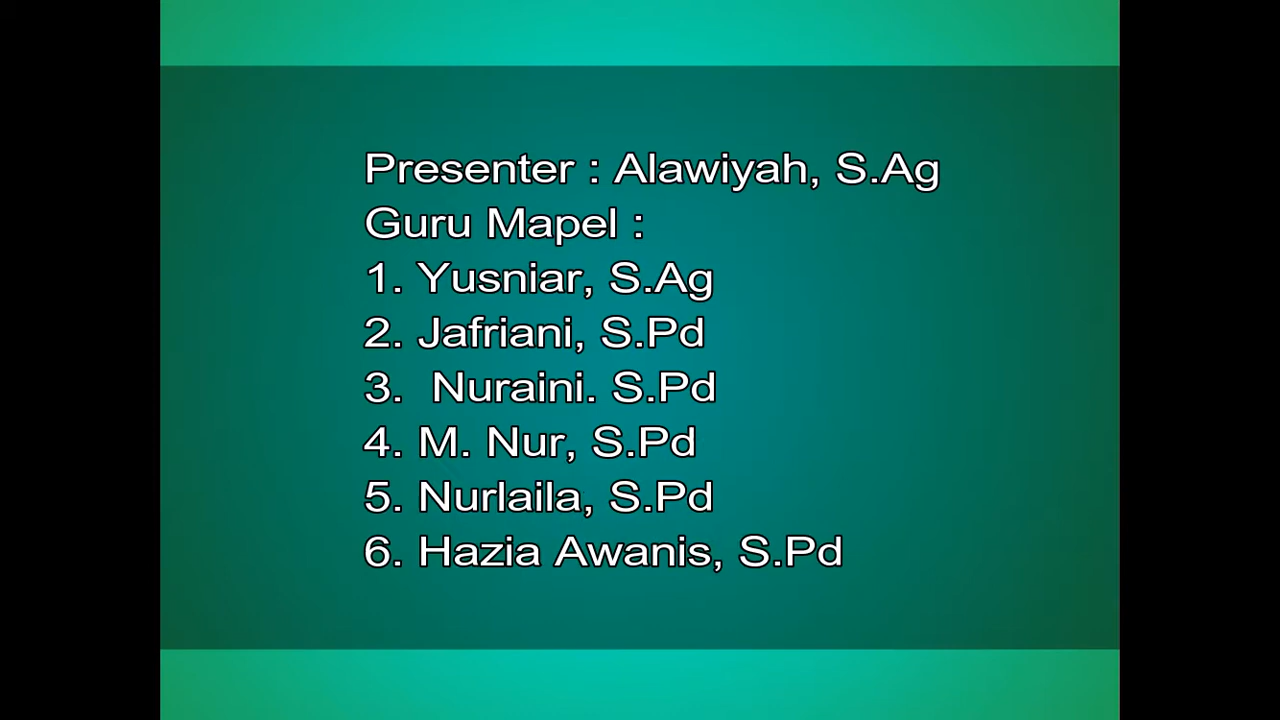 Presenter : Alawiyah, S.Ag
Guru Mapel :
1. Yusniar, S.Ag
2. Jafriani, S.Pd
3.  Nuraini. S.Pd
4. M. Nur, S.Pd
5. Nurlaila, S.Pd
6. Hazia Awanis, S.Pd